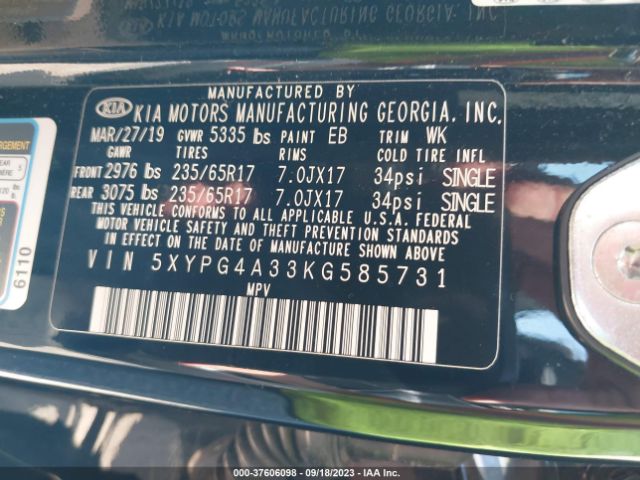 MANUFACTURED BY
KIA KIA MOTORS MANUFACTURING GEORGIA, INC.
MAR/27/19 GVWR 5335 lbs PAINT EB TRIM WK
GAWR TIRES RIMS COLD TIRE INFL
FRONT 2976 lbs 235/65R17 7.0JX17 34psi SINGLE
REAR 3075 lbs 235/65R17 7.0JX17 34psi SINGLE
THIS VEHICLE CONFORMS TO ALL APPLICABLE U.S.A. FEDERAL
MOTOR VEHICLE SAFETY AND THEFT PREVENTION STANDARDS
IN EFFECT ON THE DATE OF MANUFACTURE SHOWN ABOVE
VIN 5XYPG4A33KG585731
MPV
6110
000-37606098 - 09/18/2023 - IAA Inc.